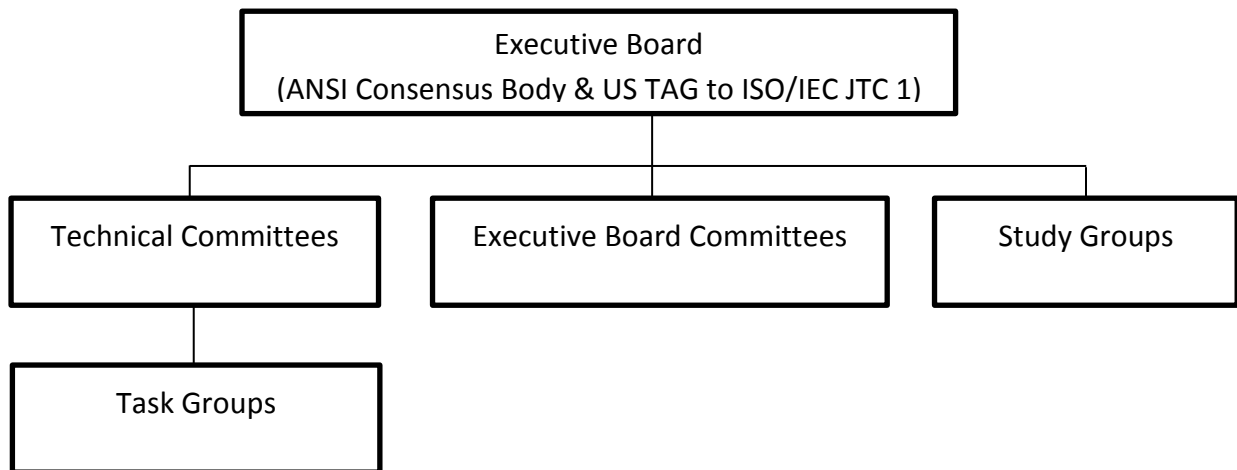 Executive Board
(ANSI Consensus Body & US TAG to ISO/IEC JTC 1)
Technical Committees
Executive Board Committees
Study Groups
Task Groups